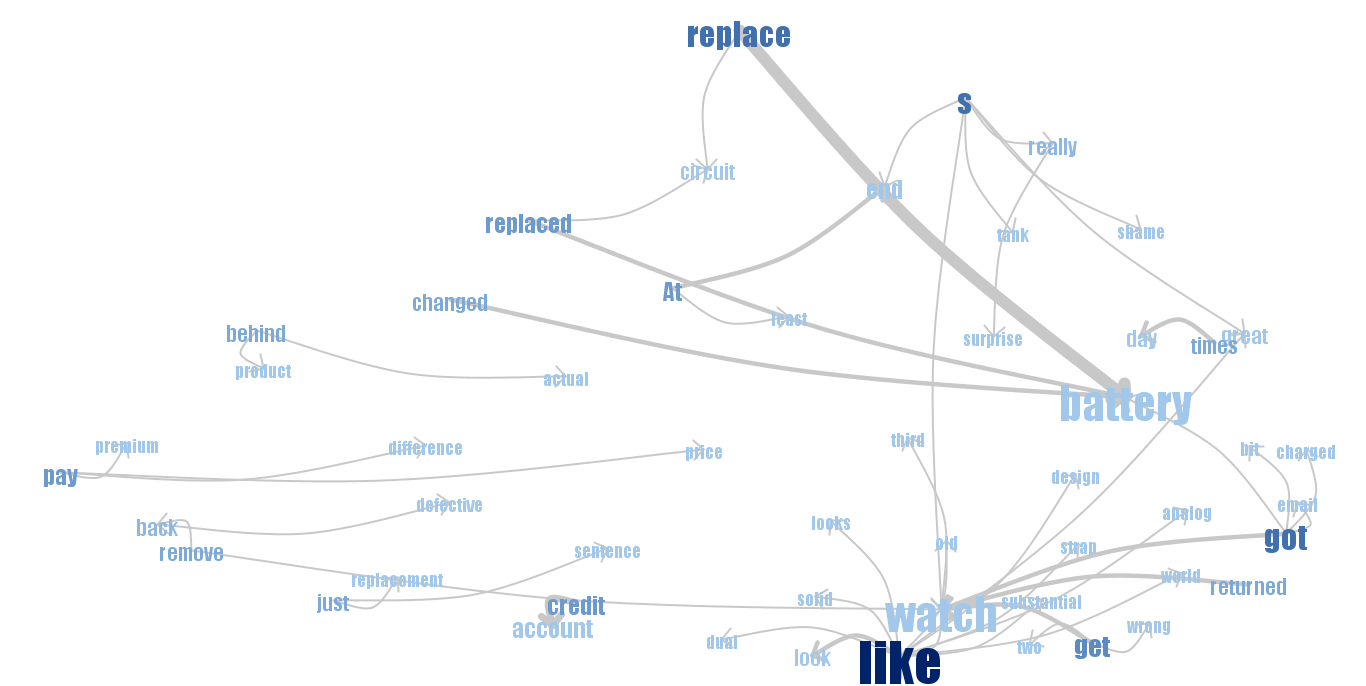 replace
s
really
circuit
end
replaced
tank
shame
At
least
changed
behind
product
actual
surprise
day
times
great
battery
premium
difference
price
third
bit
charged
pay
design
defective
looks
analog
email
back
remove
sentence
old
got
replacement
world
returned
just
credit
account
solid
watch
substantial
dual
look
like
two
get
wrong